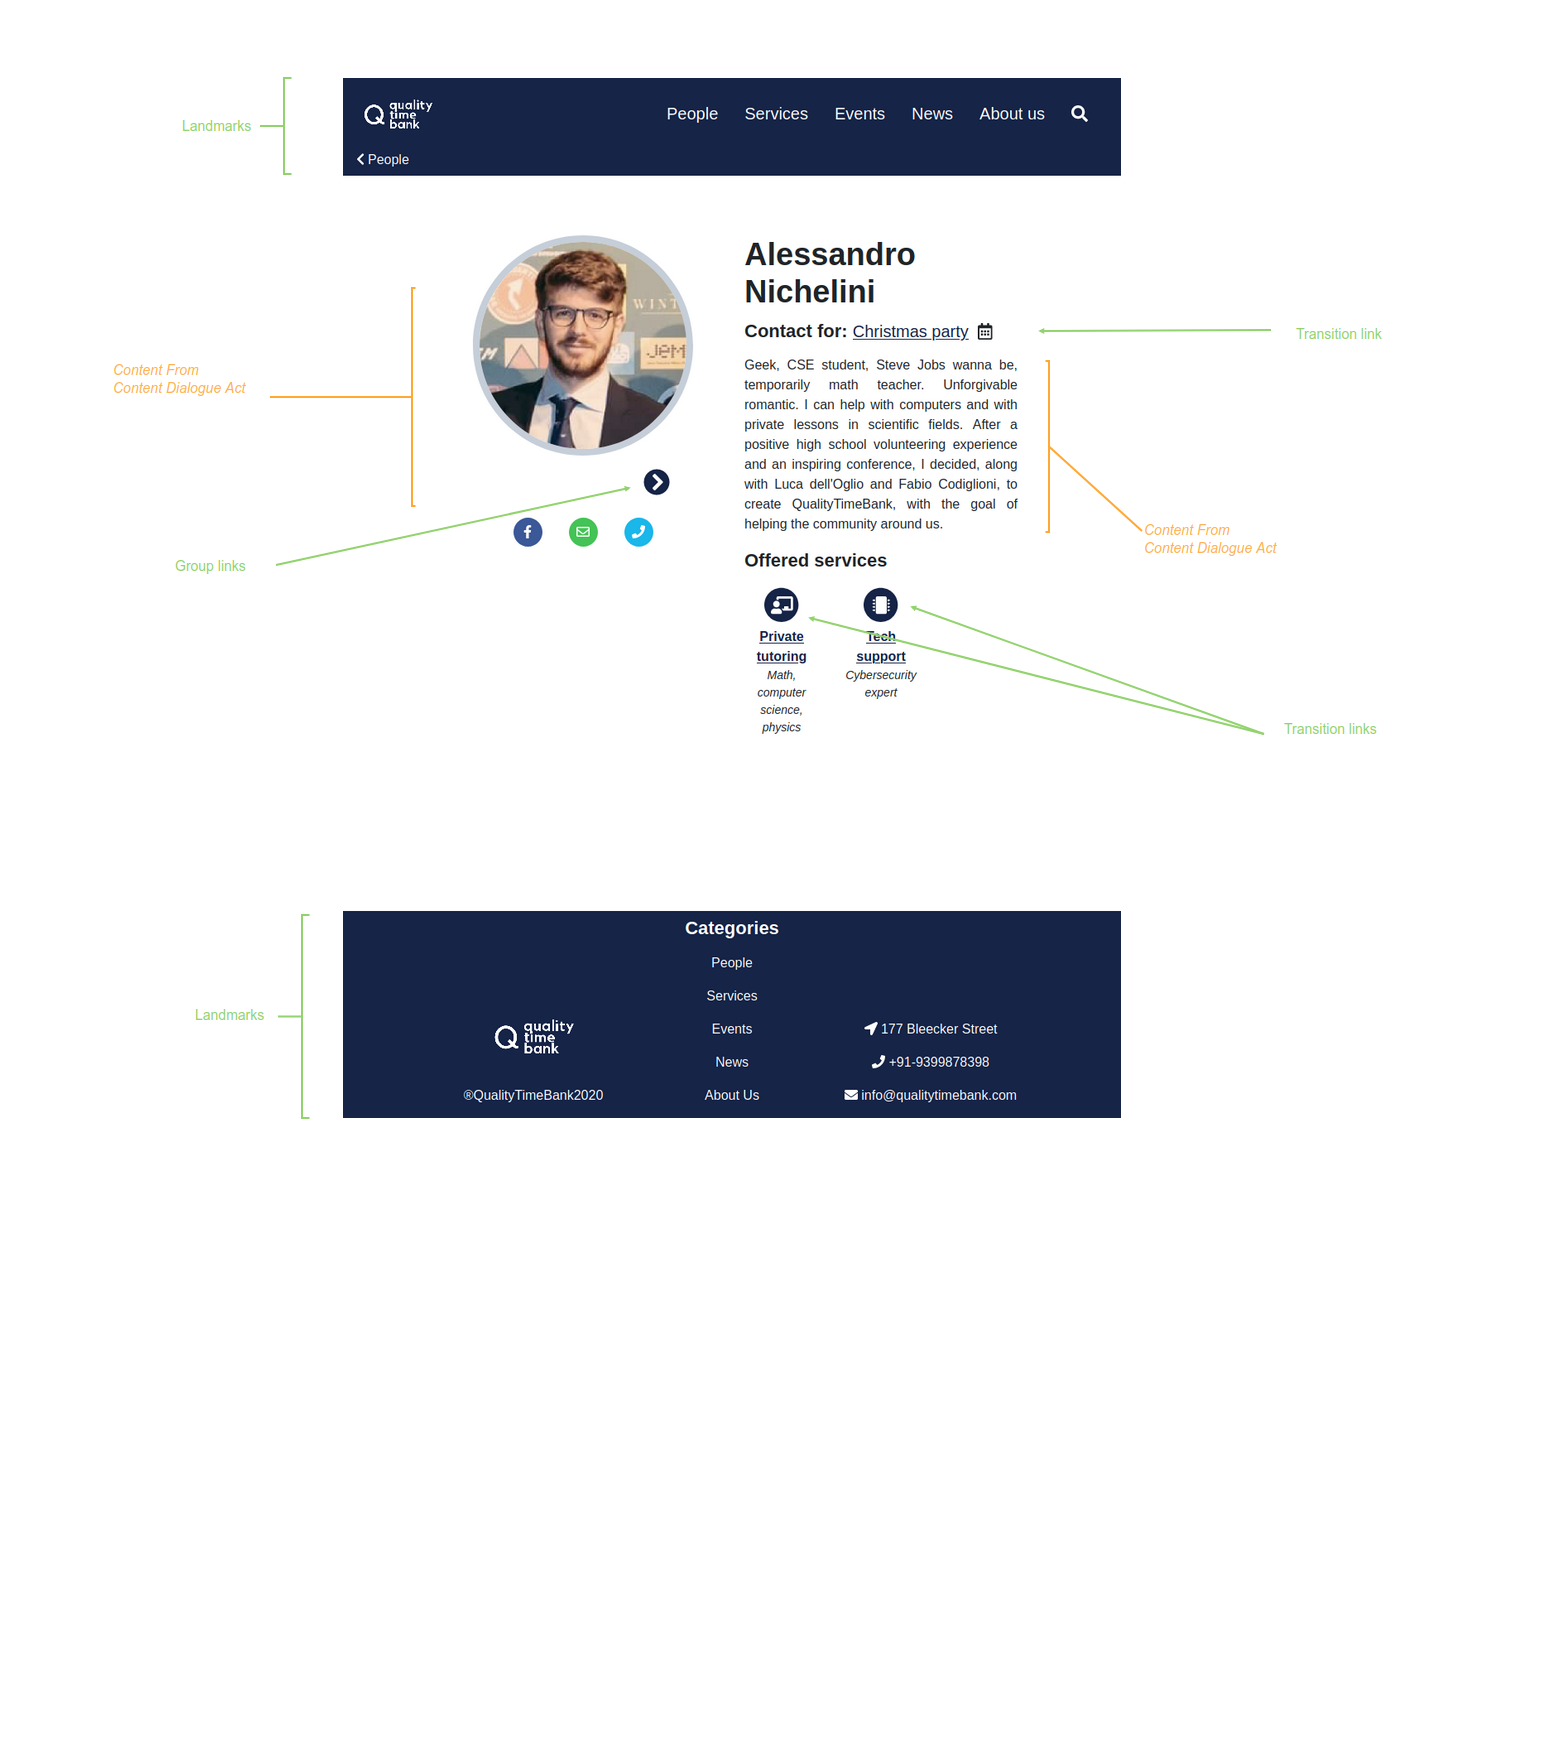 Landmarks
quality
time
bank
People
Services
Events
News
About us
People
Content From
Content Dialogue Act
WINT
JEM
Alessandro
Nichelini
Contact for: Christmas party
Transition link
Geek, CSE student, Steve Jobs wanna be,
temporarily math teacher. Unforgivable
romantic. I can help with computers and with
private lessons in scientific fields. After a
positive high school volunteering experience
and an inspiring conference, I decided, along
with Luca dell'Oglio and Fabio Codiglioni, to
create QualityTimeBank, with the goal of
helping the community around us.
Content From
Content Dialogue Act
Group links
Offered services
Private
tutoring
Math,
computer
science,
physics
Tech
support
Cybersecurity
expert
Transition links
Landmarks
quality
time
bank
®QualityTimeBank2020
Categories
People
Services
Events
News
About Us
177 Bleecker Street
+91-9399878398
info@qualitytimebank.com